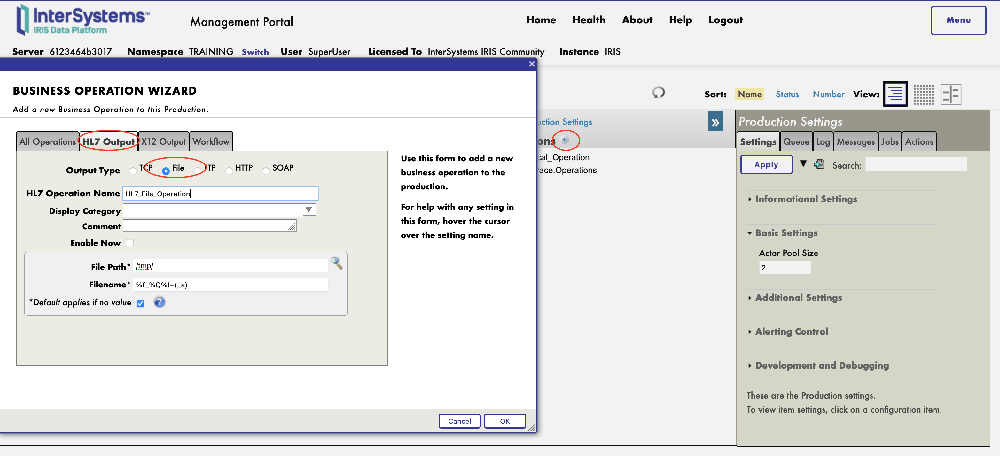 InterSystems™
IRIS Data Platform
Management Portal
Home Health About Help Logout
Menu
Server 6123464b3017 Namespace TRAINING Switch User SuperUser Licensed To InterSystems IRIS Community Instance IRIS
BUSINESS OPERATION WIZARD
Add a new Business Operation to this Production.
All Operations HL7 Output X12 Output Workflow
Output Type TCP File FTP HTTP SOAP
HL7 Operation Name HL7_File_Operation
Display Category
Comment
Enable Now
File Path* /tmp/
Filename* %f_%Q%!+(_a)
*Default applies if no value
Use this form to add a new
business operation to the
production.
For help with any setting in
this form, hover the cursor
over the setting name.
Cancel OK
Sort: Name Status Number View:
uction Settings
ons
cal_Operation
race.Operations
Production Settings
Settings Queue Log Messages Jobs Actions
Apply Search:
Informational Settings
Basic Settings
Actor Pool Size
2
Additional Settings
Alerting Control
Development and Debugging
These are the Production settings.
To view item settings, click on a configuration item.